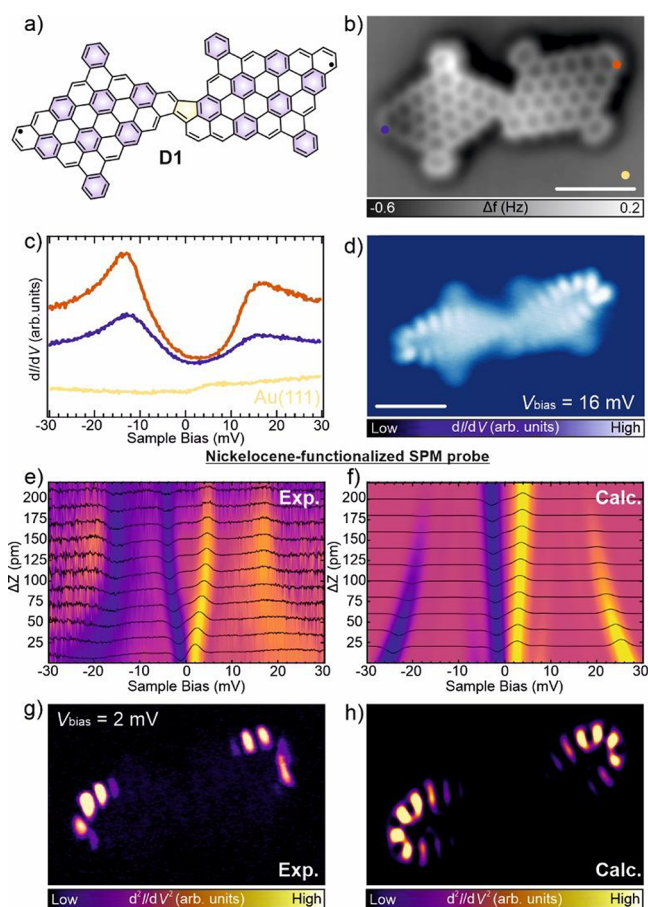 a)
D1
b)
-0.6 Δf (Hz) 0.2
c)
dI/dV (arb.units)
Au(111)
-30 -20 -10 0 10 20 30
Sample Bias (mV)
d)
Vbias = 16 mV
Low dI/dV (arb. units) High
Nickelocene-functionalized SPM probe
e)
Exp.
ΔZ (pm)
200
175
150
125
100
75
50
25
-30 -20 -10 0 10 20 30
Sample Bias (mV)
f)
Calc.
ΔZ (pm)
200
175
150
125
100
75
50
25
-30 -20 -10 0 10 20 30
Sample Bias (mV)
g)
Vbias = 2 mV
Exp.
Low d²I/dV² (arb. units) High
h)
Calc.
Low d²I/dV² (arb. units) High